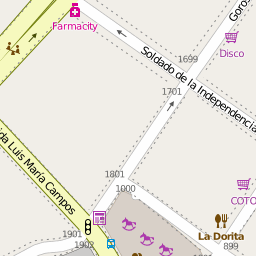 Farmacity
Goros
Soldado de la Independencia
Disco
1699
1701
da Luis María Campos
1801
1000
COTO
1901
1902
La Dorita
899